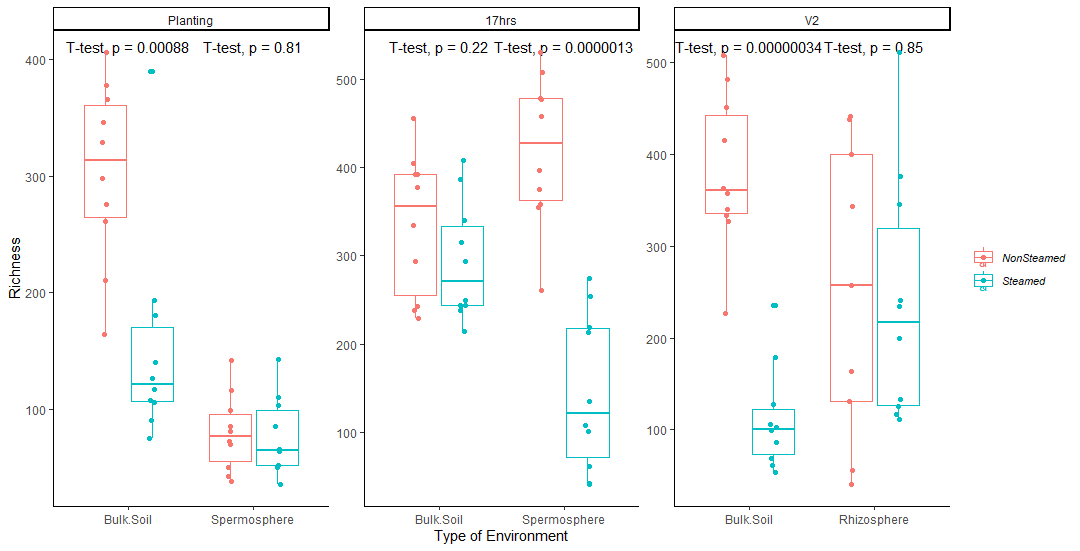 Planting
17hrs
V2
T-test, p = 0.00088 T-test, p = 0.81
T-test, p = 0.22 T-test, p = 0.0000013
T-test, p = 0.00000034 T-test, p = 0.85
400
300
200
100
500
400
300
200
100
500
400
300
200
100
Richness
Bulk.Soil Spermosphere
Bulk.Soil Spermosphere
Bulk.Soil Rhizosphere
Type of Environment
NonSteamed
Steamed